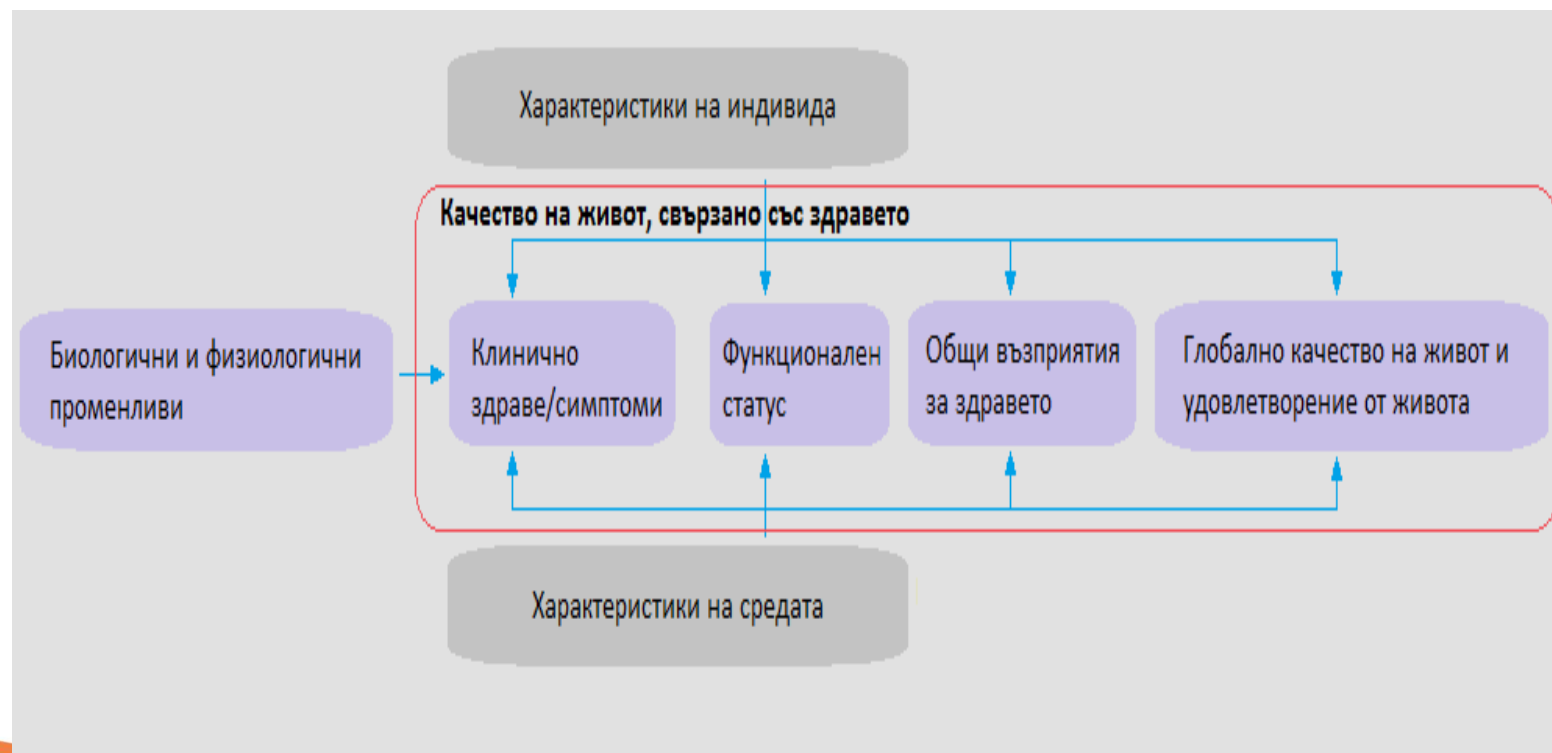 Характеристики на индивида
Качество на живот, свързано със здравето
Биологични и физиологични
променливи
Клинично
здраве/симптоми
Функционален
статус
Общи възприятия
за здравето
Глобално качество на живот и
удовлетворение от живота
Характеристики на средата